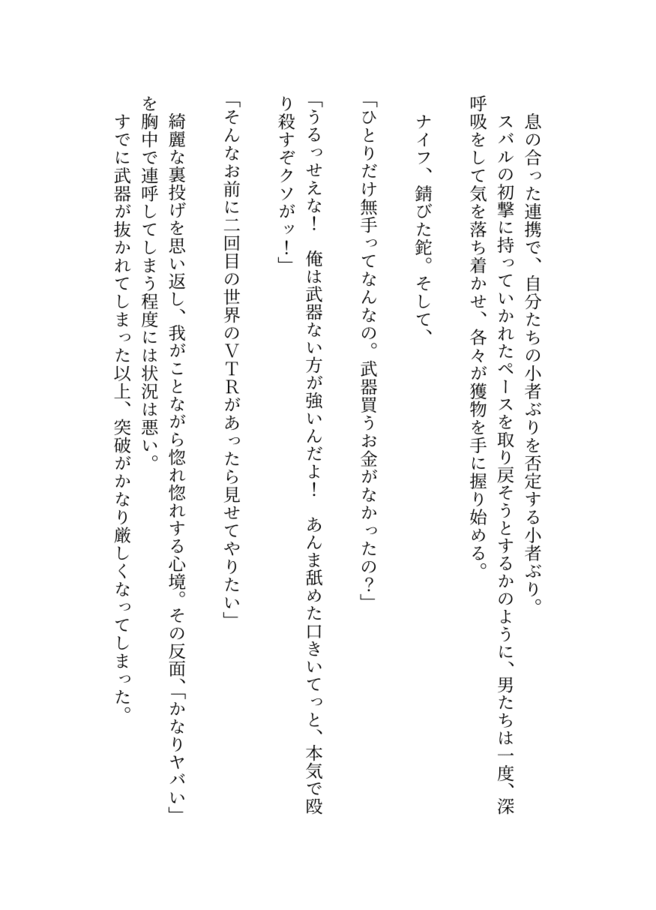 息の合った連携で、自分たちの小者ぶりを否定する小者ぶり。
スバルの初撃に持っていかれたペースを取り戻そうとするかのように、男たちは一度、深
呼吸をして気を落ち着かせ、各々が獲物を手に握り始める。
ナイフ、錆びた鉈。そして、
「ひとりだけ無手ってなんなの。武器買うお金がなかったの？」
「うるっせえな！　俺は武器ない方が強いんだよ！　あんま舐めた口きいてっと、本気で殴
り殺すぞクソがッ！」
「そんなお前に二回目の世界のＶＴＲがあったら見せてやりたい」
綺麗な裏投げを思い返し、我がことながら惚れ惚れする心境。その反面、「かなりヤバい」
を胸中で連呼してしまう程度には状況は悪い。
すでに武器が抜かれてしまった以上、突破がかなり厳しくなってしまった。